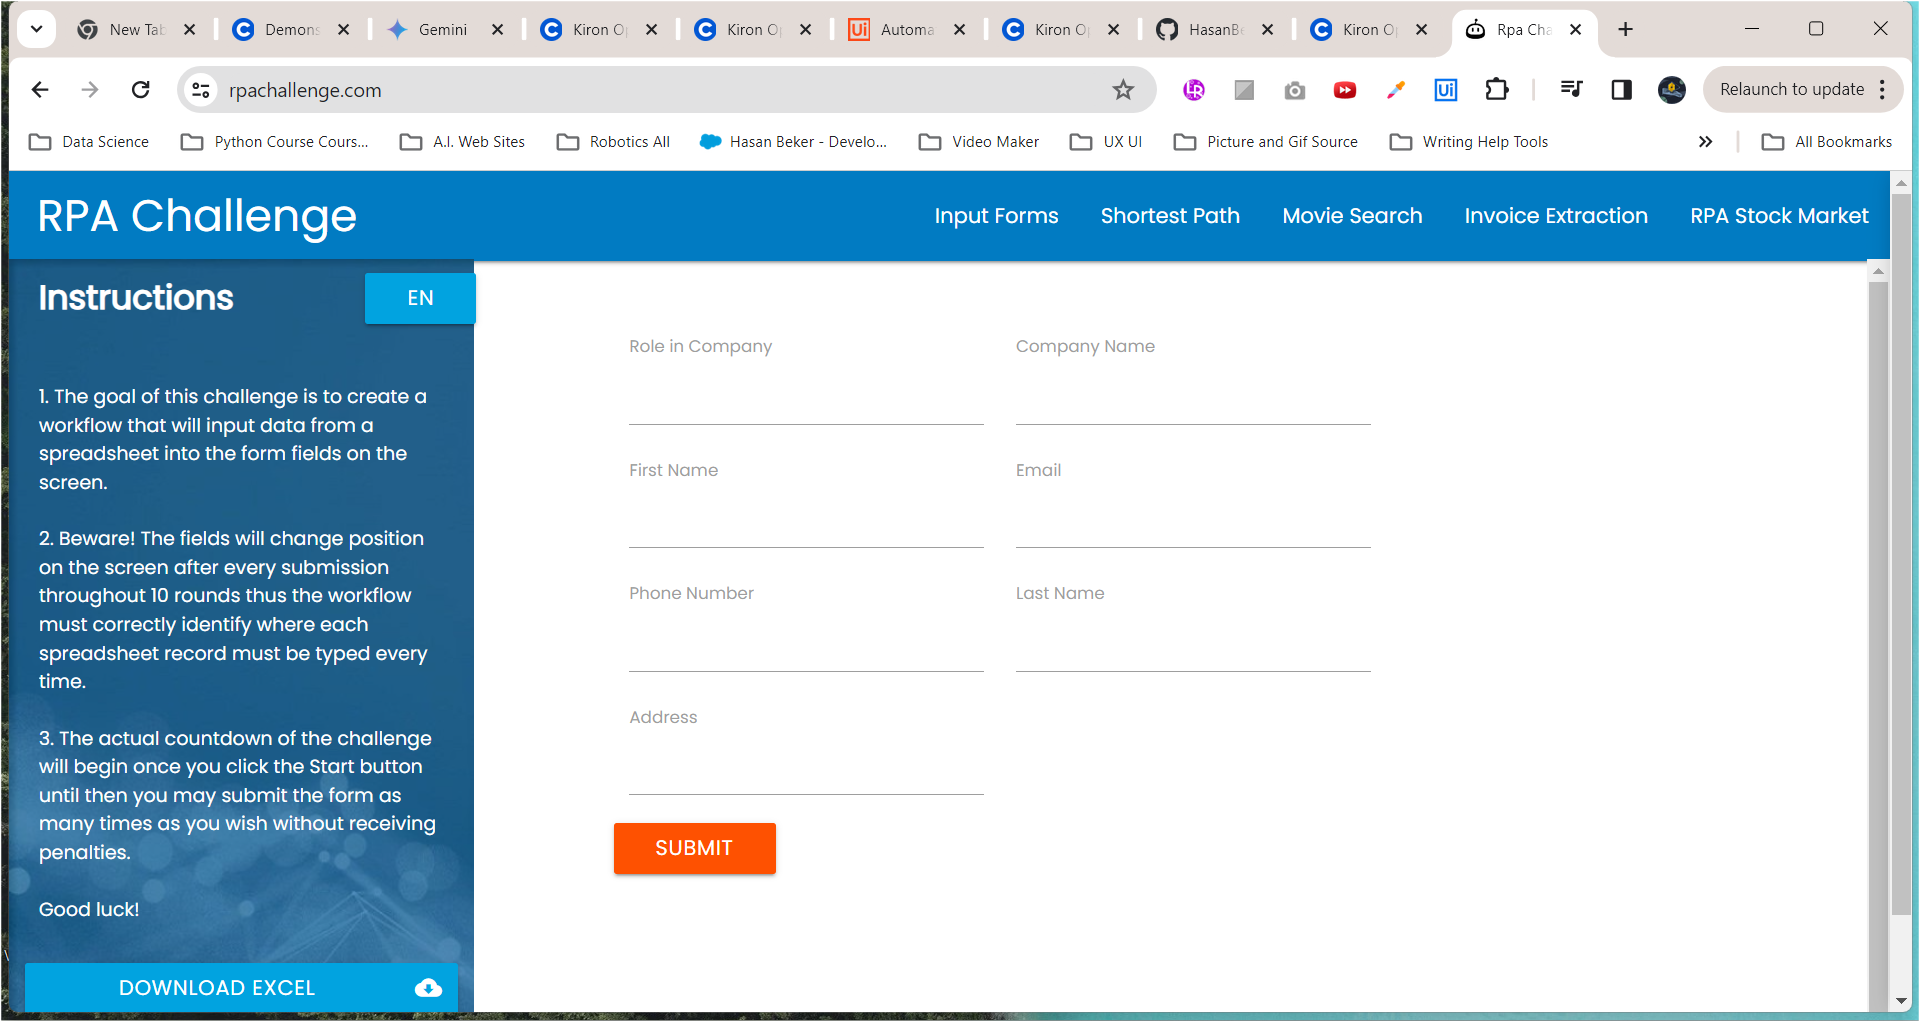 New Tab
Demons
Gemini
Kiron Op
Kiron Op
Automa
Kiron Op
HasanBe
Kiron Op
Rpa Cha
rpachallenge.com
Relaunch to update
Data Science
Python Course Cours...
A.I. Web Sites
Robotics All
Hasan Beker - Develo...
Video Maker
UX UI
Picture and Gif Source
Writing Help Tools
All Bookmarks
RPA Challenge
Input Forms
Shortest Path
Movie Search
Invoice Extraction
RPA Stock Market
Instructions
EN
1. The goal of this challenge is to create a
workflow that will input data from a
spreadsheet into the form fields on the
screen.
2. Beware! The fields will change position
on the screen after every submission
throughout 10 rounds thus the workflow
must correctly identify where each
spreadsheet record must be typed every
time.
3. The actual countdown of the challenge
will begin once you click the Start button
until then you may submit the form as
many times as you wish without receiving
penalties.
Good luck!
DOWNLOAD EXCEL
Role in Company
Company Name
First Name
Email
Phone Number
Last Name
Address
SUBMIT